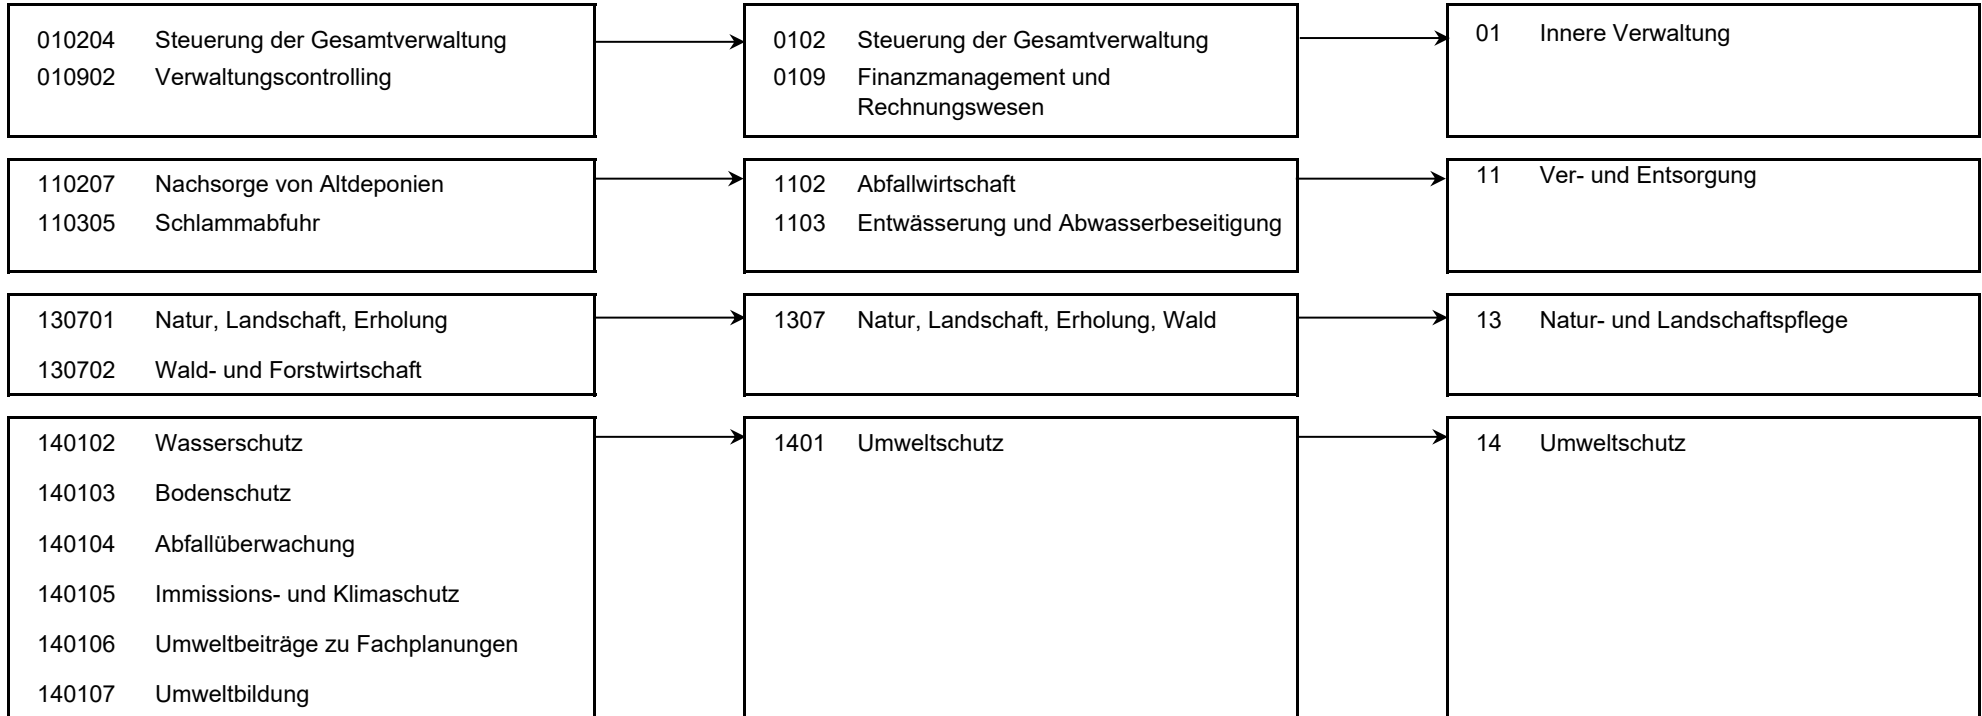 010204 Steuerung der Gesamtverwaltung
010902 Verwaltungscontrolling
0102 Steuerung der Gesamtverwaltung
0109 Finanzmanagement und
Rechnungswesen
01 Innere Verwaltung
110207 Nachsorge von Altdeponien
110305 Schlammabfuhr
1102 Abfallwirtschaft
1103 Entwässerung und Abwasserbeseitigung
11 Ver- und Entsorgung
130701 Natur, Landschaft, Erholung
130702 Wald- und Forstwirtschaft
1307 Natur, Landschaft, Erholung, Wald
13 Natur- und Landschaftspflege
140102 Wasserschutz
140103 Bodenschutz
140104 Abfallüberwachung
140105 Immissions- und Klimaschutz
140106 Umweltbeiträge zu Fachplanungen
140107 Umweltbildung
1401 Umweltschutz
14 Umweltschutz